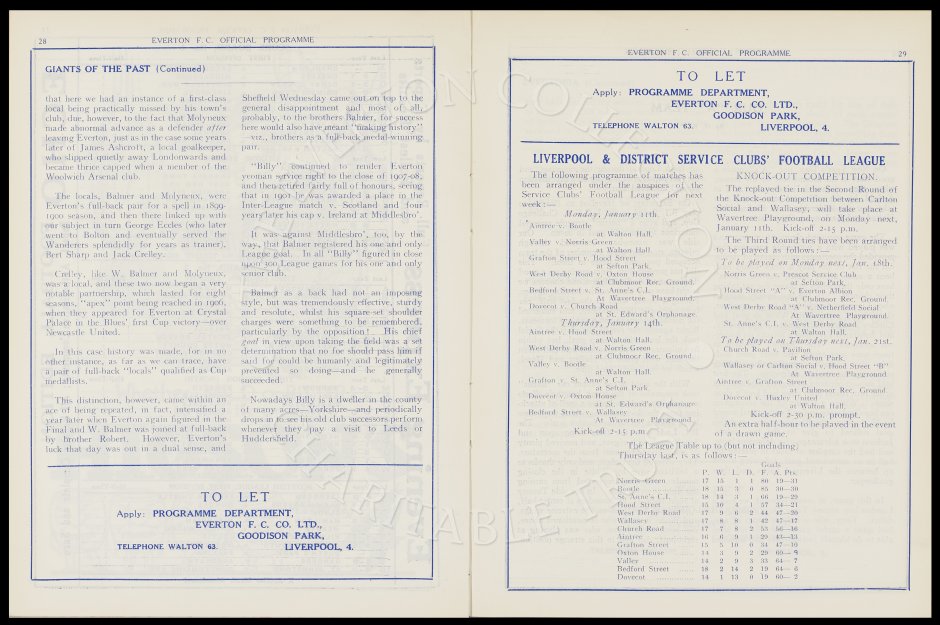 28
EVERTON F. C. OFFICIAL PROGRAMME
GIANTS OF THE PAST (Continued)
that here we had an instance of a first-class
local being practically missed by his town's
club, due, however, to the fact that Molyneux
made abnormal advance as a defender after
leaving Everton, just as in the case some years
later of James Ashcroft, a local goalkeeper,
who slipped quietly away Londonwards and
became thrice capped when a member of the
Woolwich Arsenal club.
The locals, Balmer and Molyneux, were
Everton's full-back pair for a spell in 1899-
1900 season, and then there linked up with
our subject in turn George Eccles (who later
went to Bolton and eventually served the
Wanderers splendidly for years as trainer),
Bert Sharp and Jack Crelley.
Crelley, like W. Balmer and Molyneux,
was a local, and these two now began a very
notable partnership, which lasted for eight
seasons, "apex" point being reached in 1906,
when they appeared for Everton at Crystal
Palace in the Blues' first Cup victory—over
Newcastle United.
In this case history was made, for in no
other instance, as far as we can trace, have
a pair of full-back "locals" qualified as Cup
medallists.
This distinction, however, came within an
ace of being repeated, in fact, intensified a
year later when Everton again figured in the
Final and W. Balmer was joined at full-back
by brother Robert. However, Everton's
luck that day was out in a dual sense, and
Sheffield Wednesday came out on top to the
general disappointment and most of all,
probably, to the brothers Balmer, for success
here would also have meant "making history"
—viz., brothers as a full-back medal-winning
pair.
"Billy" continued to render Everton
yeoman service right to the close of 1907-08,
and then retired fairly full of honours, seeing
that in 1901 he was awarded a place in the
Inter-League match v. Scotland and four
years later his cap v. Ireland at Middlesbro'.
It was against Middlesbro', too, by the
way, that Balmer registered his one and only
League goal. In all "Billy" figured in close
upon 300 League games for his one and only
senior club.
Balmer as a back had not an imposing
style, but was tremendously effective, sturdy
and resolute, whilst his square-set shoulder
charges were something to be remembered,
particularly by the opposition! His chief
goal in view upon taking the field was a set
determination that no foe should pass him if
said foe could be humanly and legitimately
prevented so doing—and he generally
succeeded.
Nowadays Billy is a dweller in the county
of many acres—Yorkshire—and periodically
drops in to see his old club successors perform
whenever they pay a visit to Leeds or
Huddersfield.
TO LET
Apply: PROGRAMME DEPARTMENT,
EVERTON F. C. CO. LTD.,
GOODISON PARK,
TELEPHONE WALTON 63. LIVERPOOL, 4.
EVERTON F. C. OFFICIAL PROGRAMME
29
TO LET
Apply: PROGRAMME DEPARTMENT,
EVERTON F. C. CO. LTD.,
GOODISON PARK,
TELEPHONE WALTON 63. LIVERPOOL, 4.
LIVERPOOL & DISTRICT SERVICE CLUBS' FOOTBALL LEAGUE
The following programme of matches has
been arranged under the auspices of the
Service Clubs' Football League for next
week:—
Monday, January 11th.
Aintree v. Bootle
at Walton Hall.
Valley v. Norris Green
at Walton Hall.
Grafton Street v. Hood Street
at Sefton Park.
West Derby Road v. Oxton House
at Clubmoor Rec. Ground.
Bedford Street v. St. Anne's C.I.
At Wavertree Playground.
Dovecot v. Church Road
at St. Edward's Orphanage.
Thursday, January 14th.
Aintree v. Hood Street
at Walton Hall.
West Derby Road v. Norris Green
at Clubmoor Rec. Ground.
Valley v. Bootle
at Walton Hall.
Grafton v. St. Anne's C.I.
at Sefton Park.
Dovecot v. Oxton House
at St. Edward's Orphanage.
Bedford Street v. Wallasey
At Wavertree Playground.
Kick-off 2-15 p.m.
KNOCK-OUT COMPETITION.
The replayed tie in the Second Round of
the Knock-out Competition between Carlton
Social and Wallasey, will take place at
Wavertree Playground, on Monday next,
January 11th. Kick-off 2-15 p.m.
The Third Round ties have been arranged
to be played as follows:—
To be played on Monday next, Jan. 18th.
Norris Green v. Prescot Service Club
at Sefton Park.
Hood Street "A" v. Everton Albion
at Clubmoor Rec. Ground.
West Derby Road "A" v. Netherfield Social
At Wavertree Playground.
St. Anne's C.I. v. West Derby Road
at Walton Hall.
To be played on Thursday next, Jan. 21st.
Church Road v. Pavilion
at Sefton Park.
Wallasey or Carlton Social v. Hood Street "B"
At Wavertree Playground.
Aintree v. Grafton Street
at Clubmoor Rec. Ground.
Dovecot v. Huxley United
at Walton Hall.
Kick-off 2-30 p.m. prompt.
An extra half-hour to be played in the event
of a drawn game.
The League Table up to (but not including)
Thursday last, is as follows:—
Goals
P. W. L. D. F. A. Pts.
Norris Green 17 15 1 1 80 19—31
Bootle 18 15 3 0 85 30—30
St. Anne's C.I. 18 14 3 1 66 19—29
Hood Street 15 10 4 1 57 34—21
West Derby Road 17 9 6 2 44 47—20
Wallasey 17 8 8 1 42 47—17
Church Road 17 7 8 2 53 56—16
Aintree 16 6 9 1 29 43—13
Grafton Street 15 5 10 0 34 47—10
Oxton House 14 3 9 2 29 60—8
Valley 14 2 9 3 33 64—7
Bedford Street 18 2 14 2 19 64—6
Dovecot 14 1 13 0 19 60—2